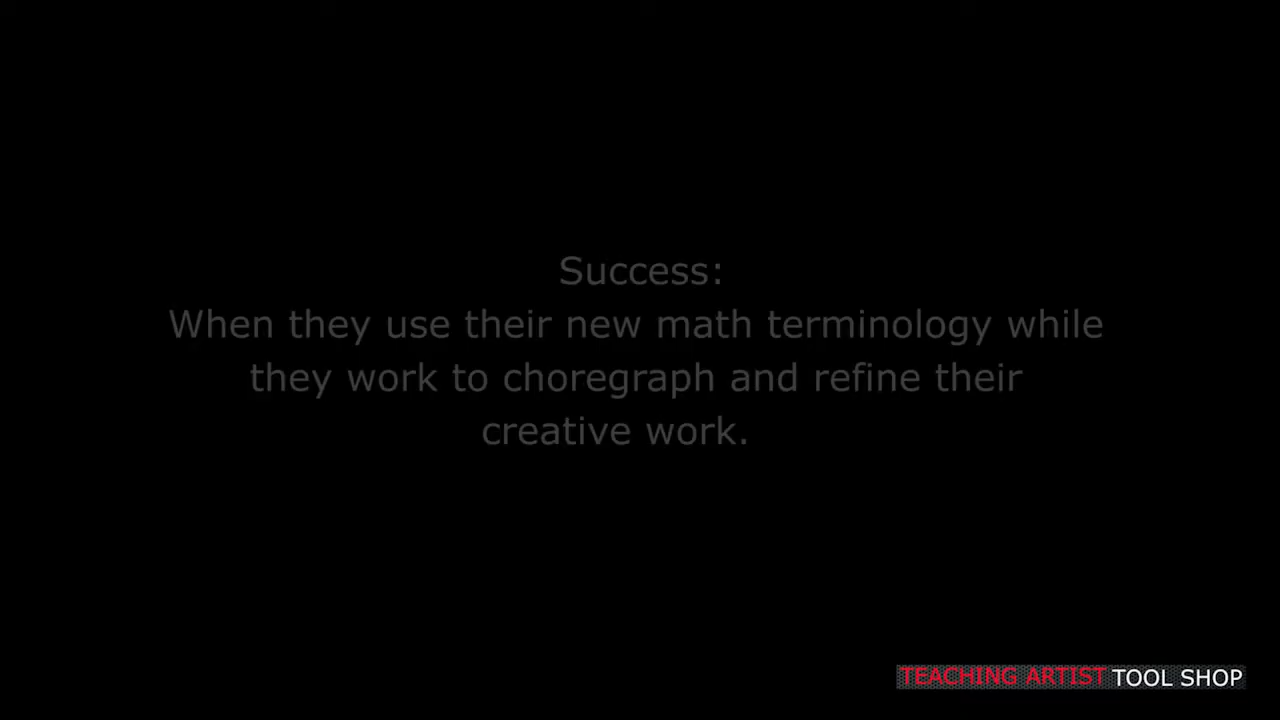 Success:
When they use their new math terminology while
they work to choregraph and refine their
creative work.
TEACHING ARTIST TOOL SHOP